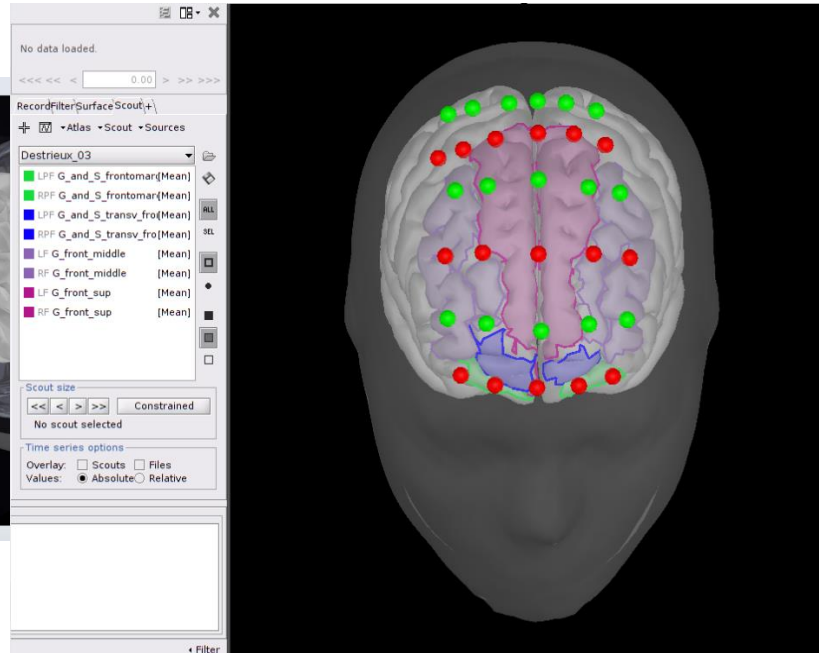 No data loaded.
<<< << < 0.00 > >> >>>
Record Filter Surface Scout +
Atlas Scout Sources
Destrieux_03
LPF G_and_S_frontomar[Mean]
RPF G_and_S_frontomar[Mean]
ALL
LPF G_and_S_transv_fro[Mean]
RPF G_and_S_transv_fro[Mean]
SEL
LF G_front_middle [Mean]
RF G_front_middle [Mean]
LF G_front_sup [Mean]
RF G_front_sup [Mean]
Scout size
<< < > >> Constrained
No scout selected
Time series options
Overlay: Scouts Files
Values: Absolute Relative
Filter